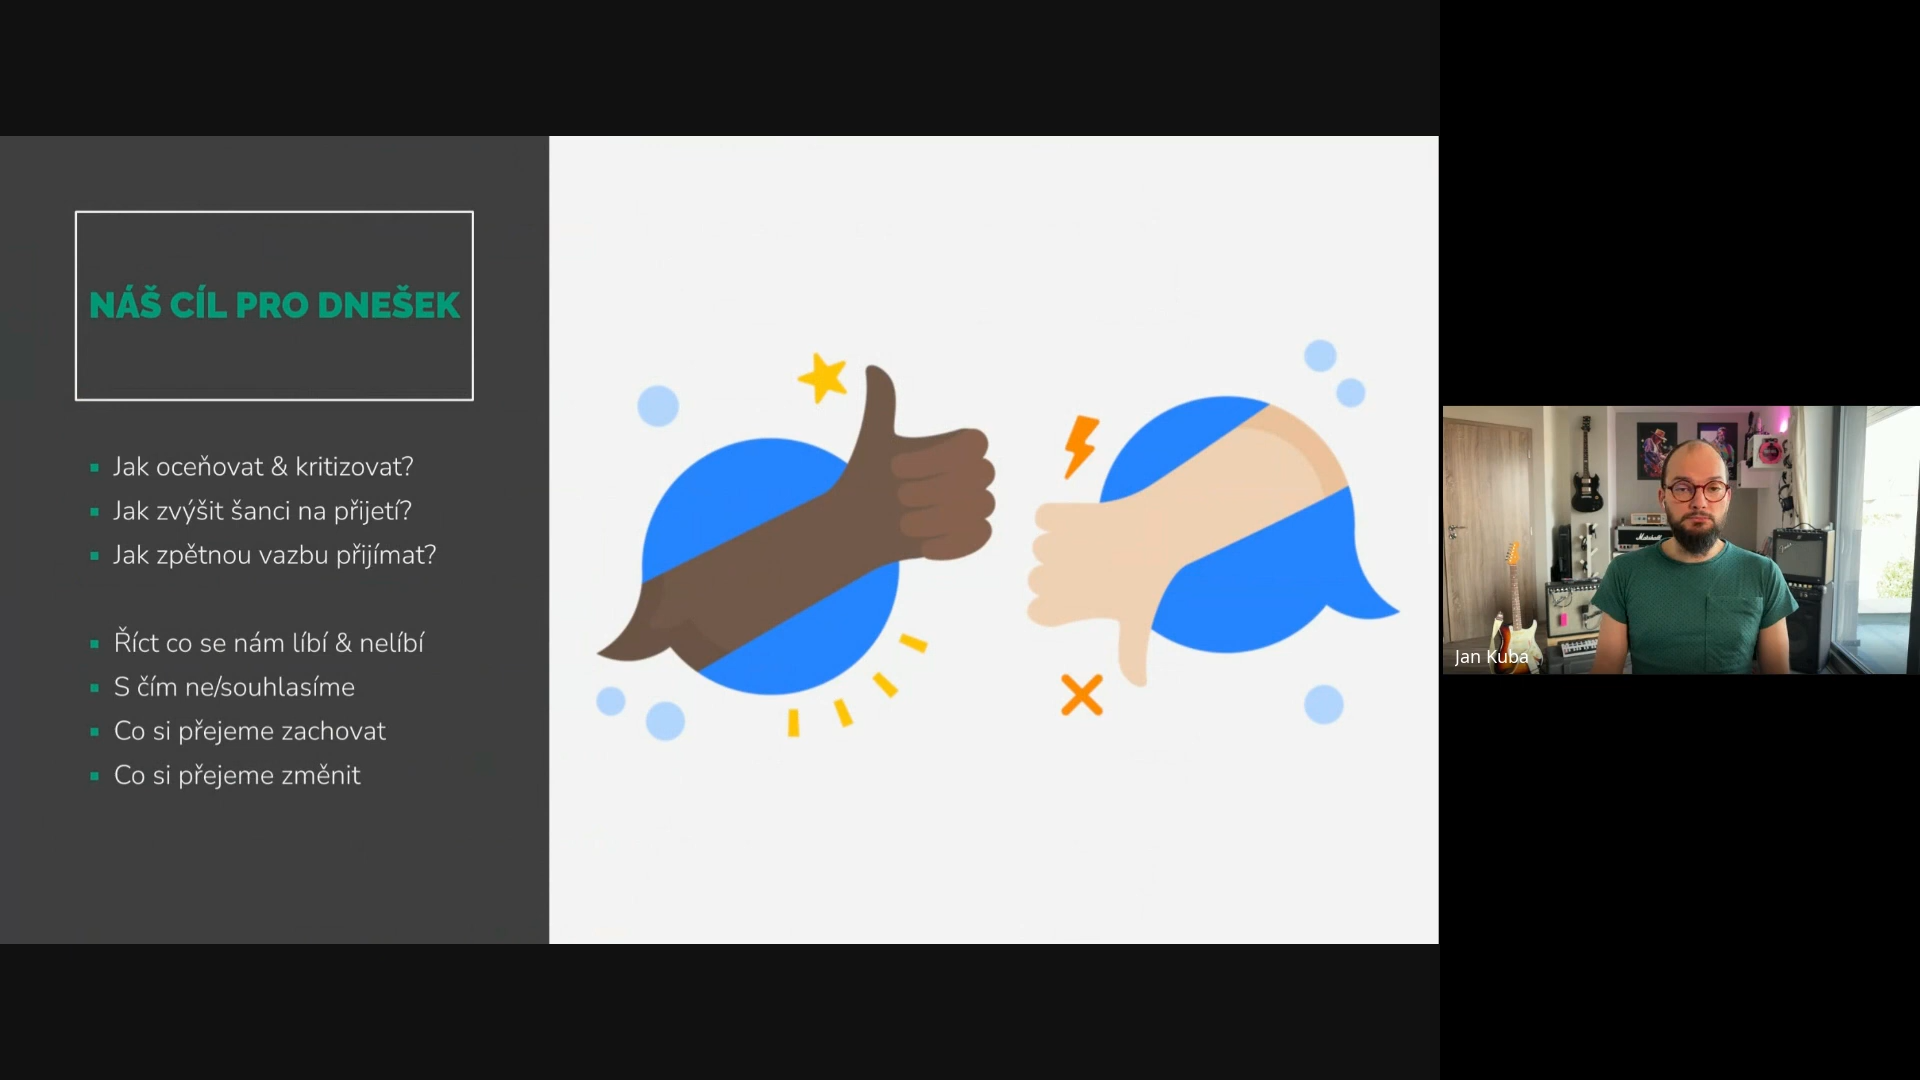 NÁŠ CÍL PRO DNEŠEK
Jak oceňovat & kritizovat?
Jak zvýšit šanci na přijetí?
Jak zpětnou vazbu přijímat?
Říct co se nám líbí & nelíbí
S čím ne/souhlasíme
Co si přejeme zachovat
Co si přejeme změnit
Marshall
Jan Kuba